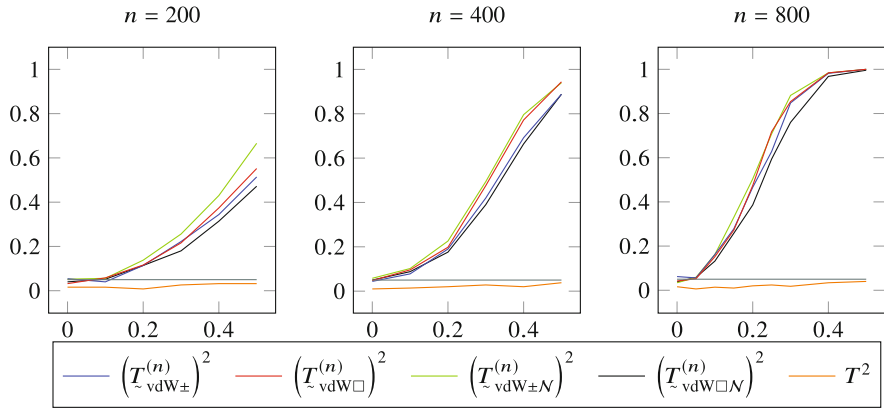 n = 200 n = 400 n = 800
1 1 1
0.8 0.8 0.8
0.6 0.6 0.6
0.4 0.4 0.4
0.2 0.2 0.2
0 0 0
0 0.2 0.4 0 0.2 0.4 0 0.2 0.4
(T̰^{(n)}_{vdW±})^2 (T̰^{(n)}_{vdW□})^2 (T̰^{(n)}_{vdW±𝒩})^2 (T̰^{(n)}_{vdW□𝒩})^2 T^2